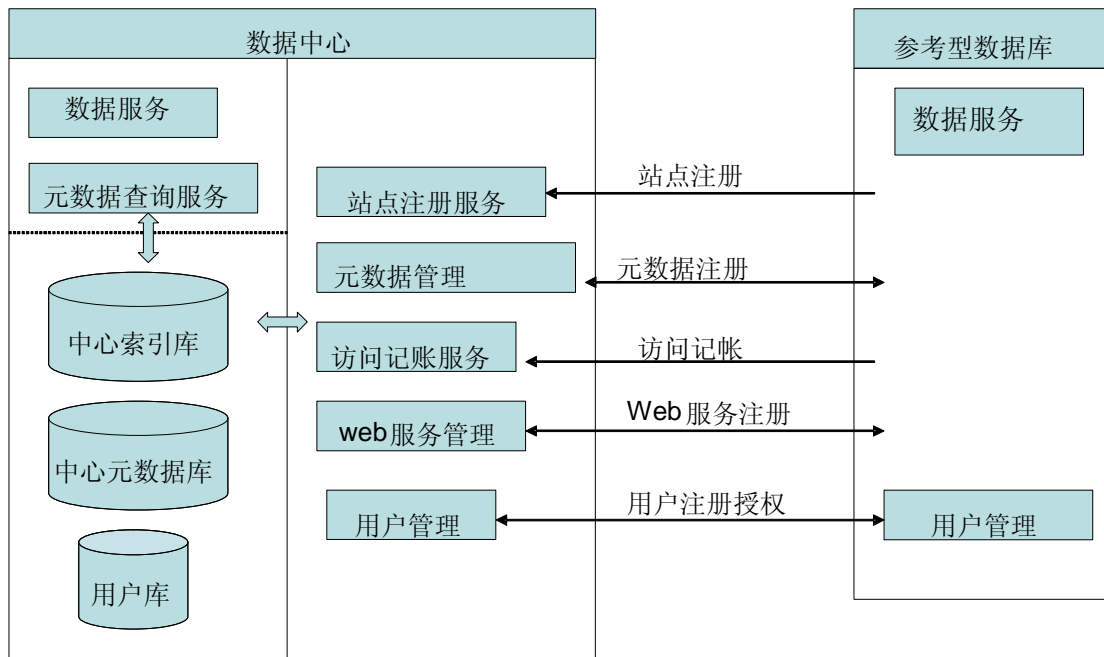 数据中心
参考型数据库
数据服务
数据服务
元数据查询服务
站点注册服务
站点注册
元数据管理
元数据注册
中心索引库
访问记账服务
访问记帐
web服务管理
Web服务注册
中心元数据库
用户管理
用户注册授权
用户管理
用户库